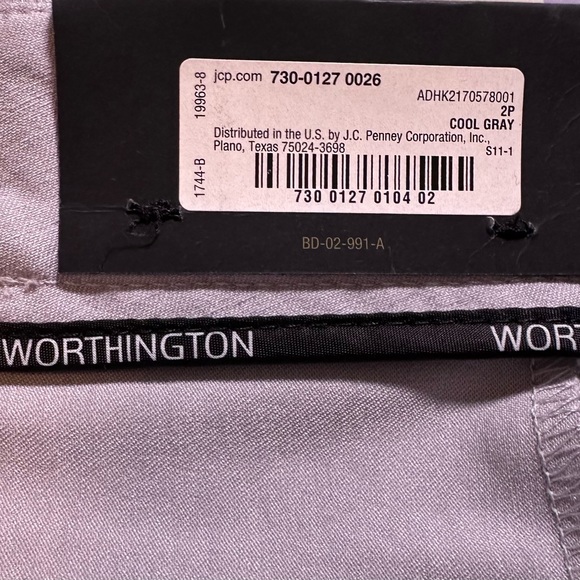 19963-8
1744-B
jcp.com 730-0127 0026
ADHK2170578001
2P
COOL GRAY
Distributed in the U.S. by J.C. Penney Corporation, Inc.,
Plano, Texas 75024-3698
S11-1
730 0127 0104 02
BD-02-991-A
WORTHINGTON WOR